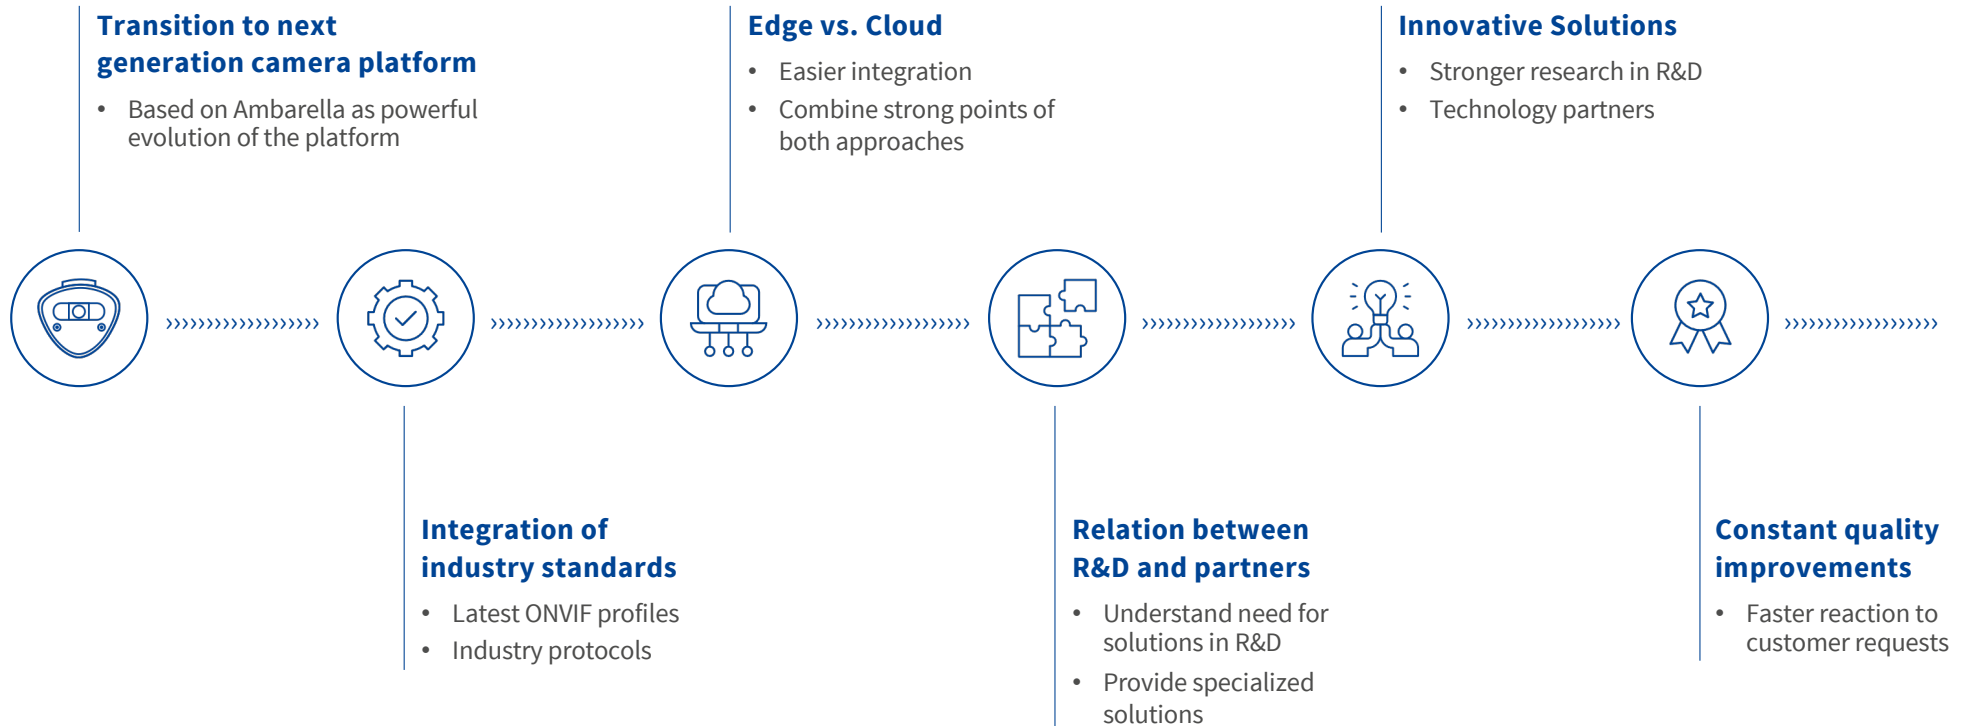 Transition to next
generation camera platform
• Based on Ambarella as powerful
evolution of the platform
Edge vs. Cloud
• Easier integration
• Combine strong points of
both approaches
Innovative Solutions
• Stronger research in R&D
• Technology partners
Integration of
industry standards
• Latest ONVIF profiles
• Industry protocols
Relation between
R&D and partners
• Understand need for
solutions in R&D
• Provide specialized
solutions
Constant quality
improvements
• Faster reaction to
customer requests